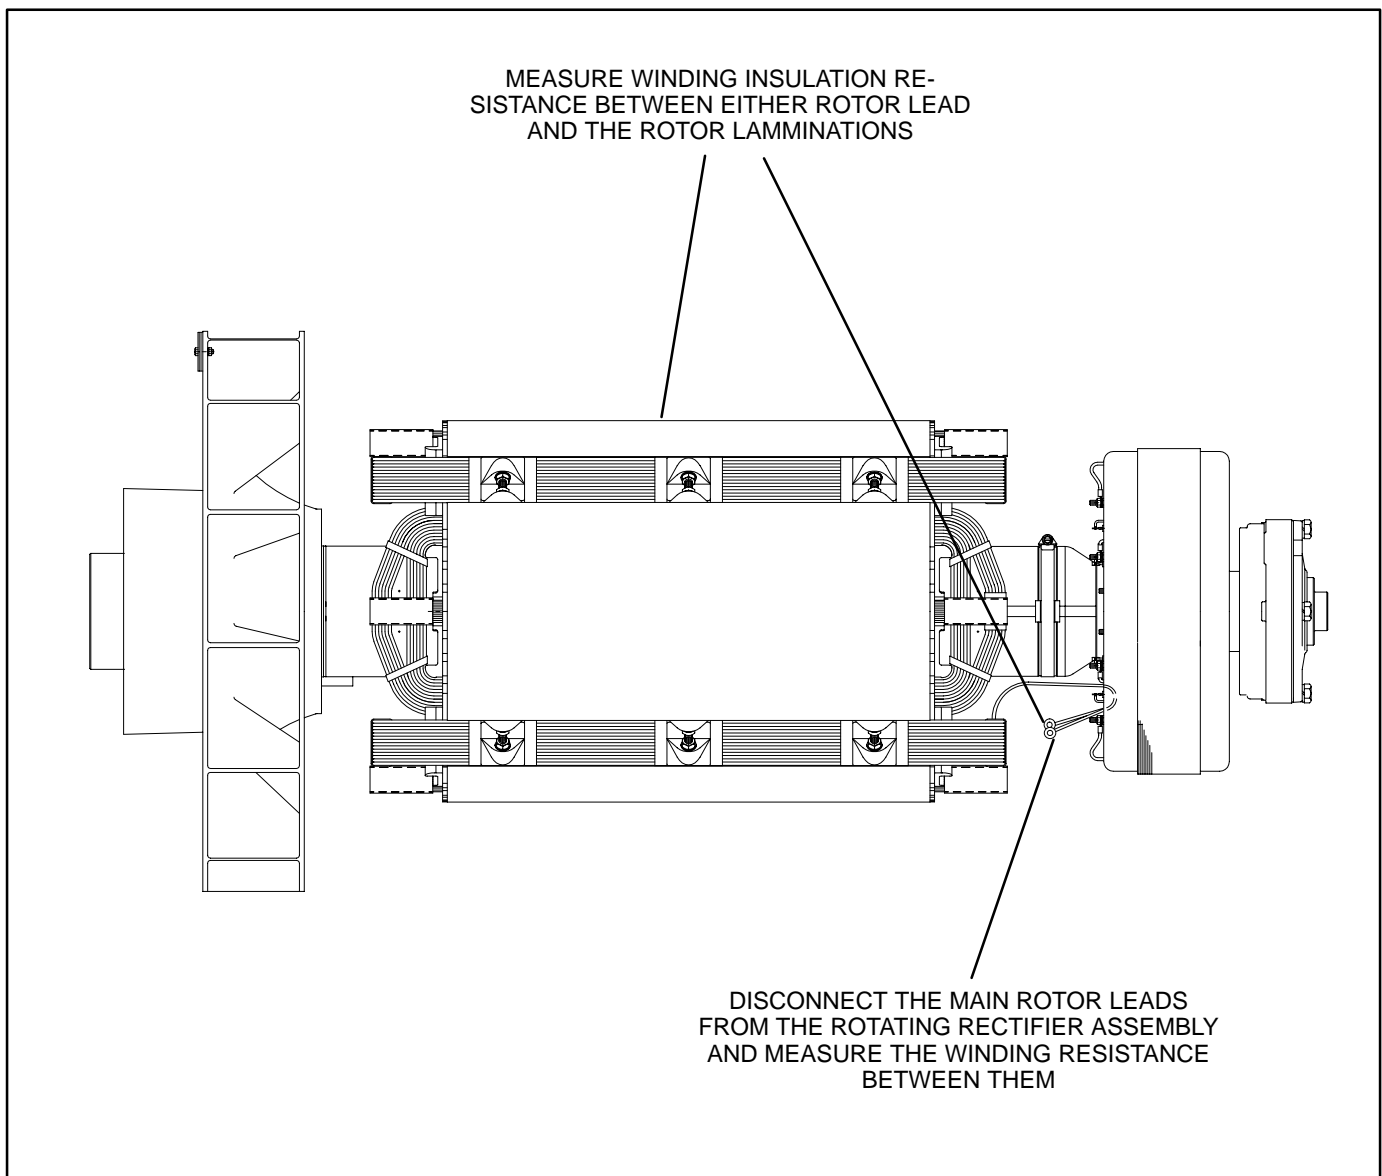 MEASURE WINDING INSULATION RE-
SISTANCE BETWEEN EITHER ROTOR LEAD
AND THE ROTOR LAMMINATIONS
DISCONNECT THE MAIN ROTOR LEADS
FROM THE ROTATING RECTIFIER ASSEMBLY
AND MEASURE THE WINDING RESISTANCE
BETWEEN THEM